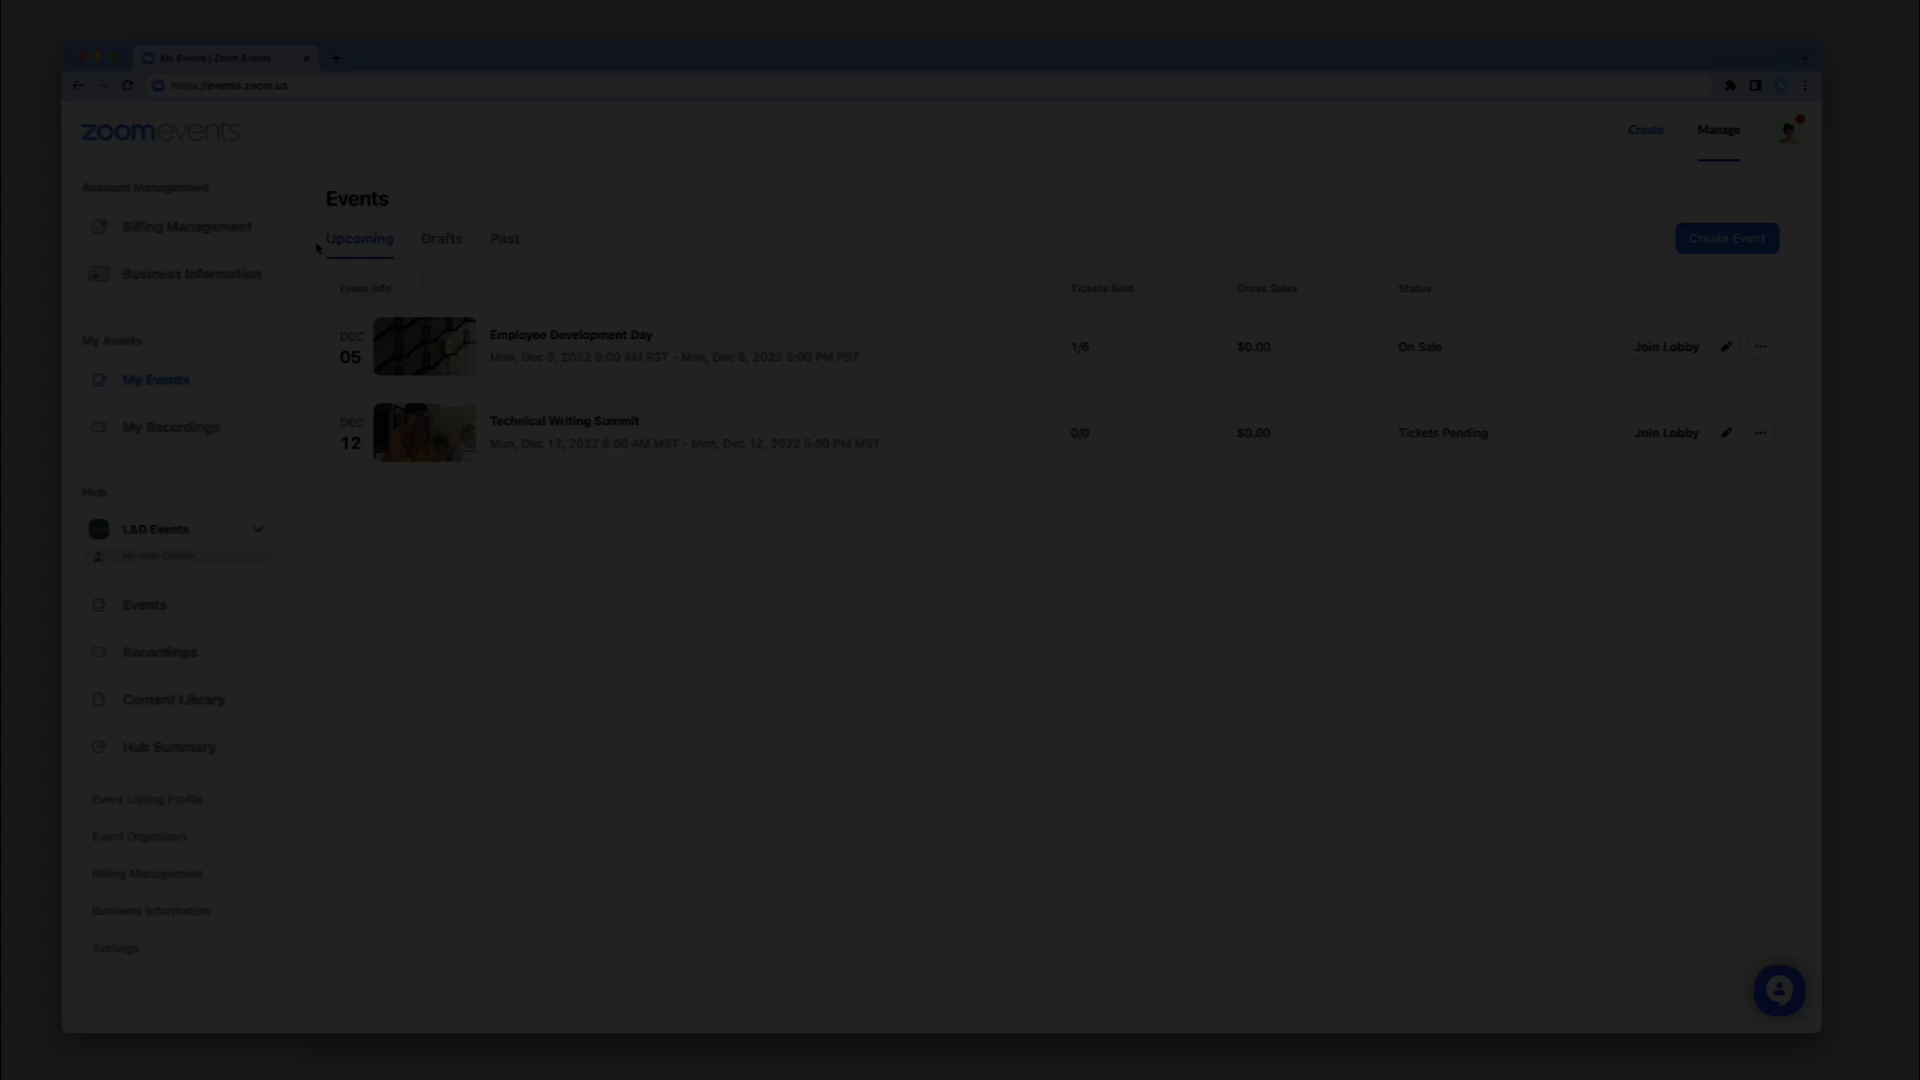 My Events | Zoom Events
https://events.zoom.us
zoomevents
Create
Manage
Account Management
Billing Management
Business Information
My Assets
My Events
My Recordings
Hub
L&D Events
My role: Owner
Events
Recordings
Content Library
Hub Summary
Event Listing Profile
Event Organizers
Billing Management
Business Information
Settings
Events
Upcoming
Drafts
Past
Create Event
Event Info
Tickets Sold
Gross Sales
Status
DEC
05
Employee Development Day
Mon, Dec 5, 2022 9:00 AM PST - Mon, Dec 5, 2022 5:00 PM PST
1/6
$0.00
On Sale
Join Lobby
DEC
12
Technical Writing Summit
Mon, Dec 12, 2022 9:00 AM MST - Mon, Dec 12, 2022 5:00 PM MST
0/0
$0.00
Tickets Pending
Join Lobby